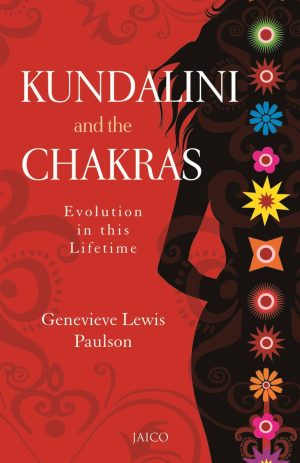 KUNDALINI
and the
CHAKRAS
Evolution
in this
Lifetime
Genevieve Lewis
Paulson
JAICO